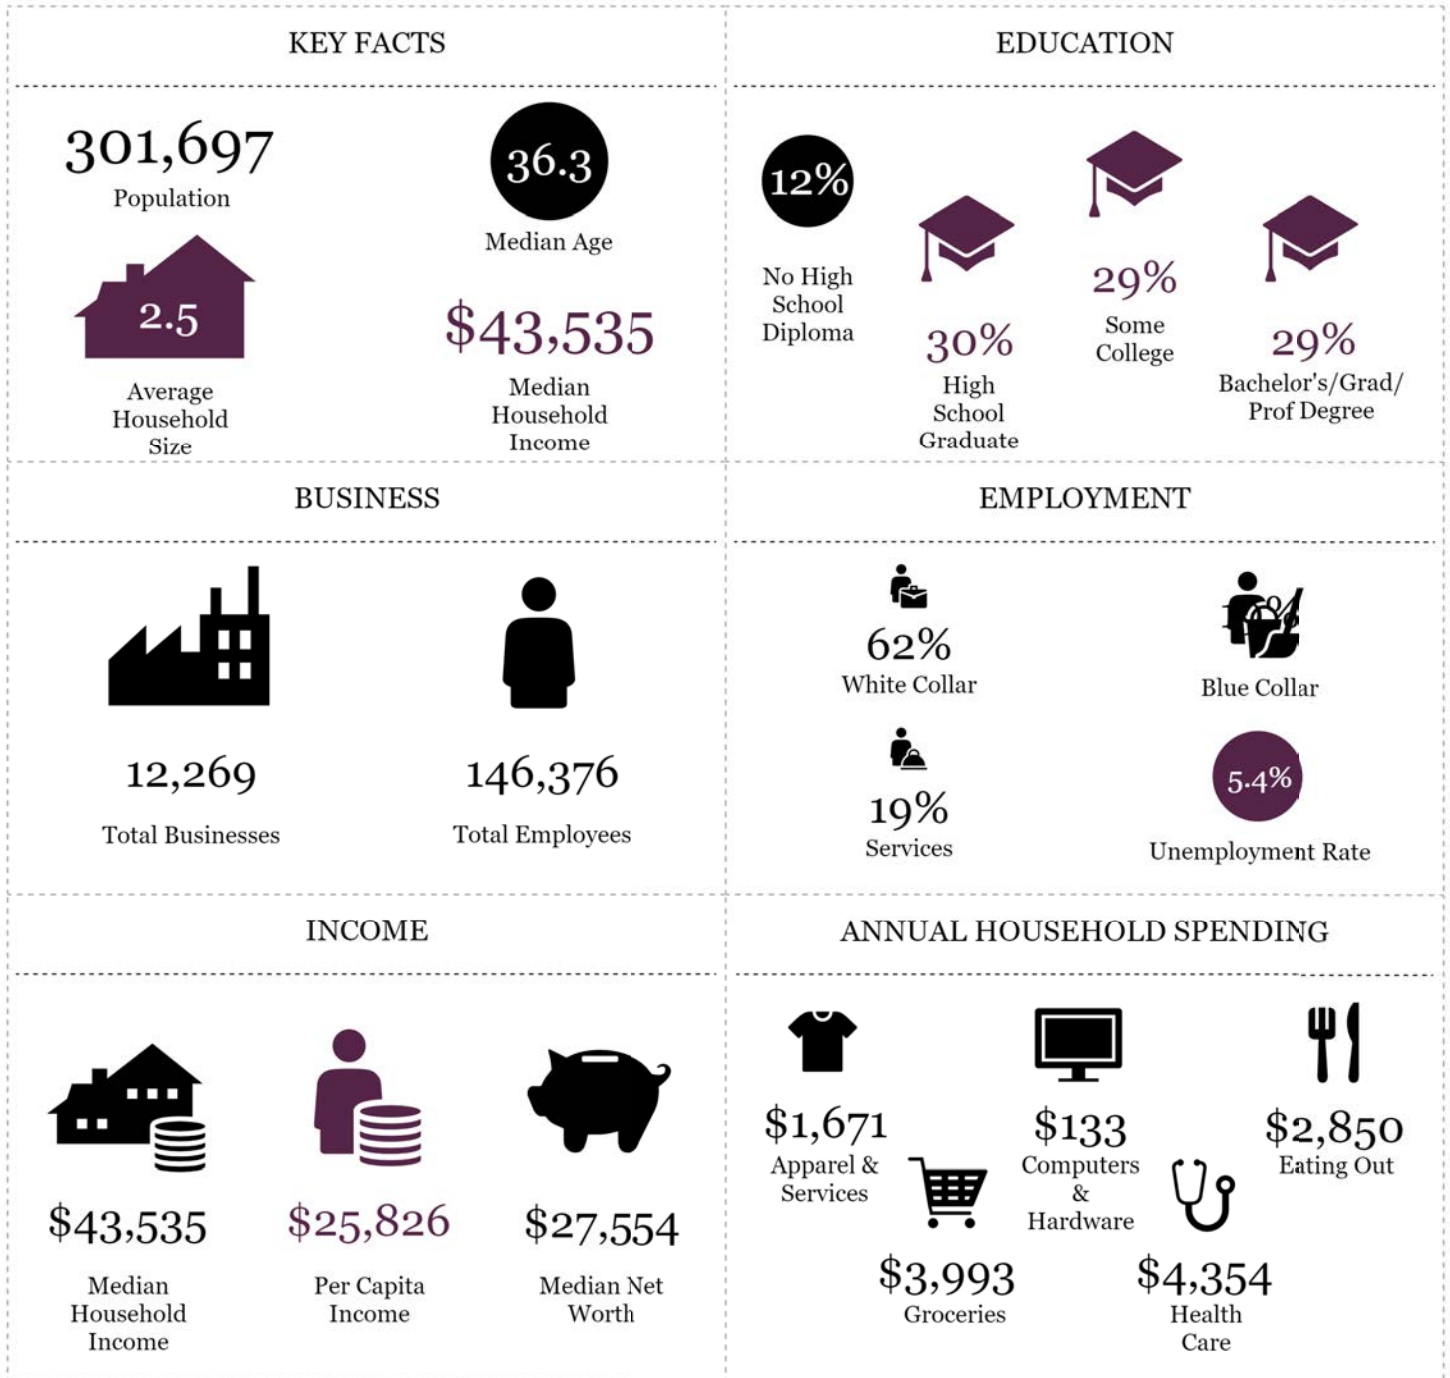 KEY FACTS
301,697
Population
36.3
Median Age
2.5
Average
Household
Size
$43,535
Median
Household
Income
EDUCATION
12%
No High
School
Diploma
30%
High
School
Graduate
29%
Some
College
29%
Bachelor's/Grad/
Prof Degree
BUSINESS
12,269
Total Businesses
146,376
Total Employees
EMPLOYMENT
62%
White Collar
Blue Collar
19%
Services
5.4%
Unemployment Rate
INCOME
$43,535
Median
Household
Income
$25,826
Per Capita
Income
$27,554
Median Net
Worth
ANNUAL HOUSEHOLD SPENDING
$1,671
Apparel &
Services
$133
Computers
&
Hardware
$2,850
Eating Out
$3,993
Groceries
$4,354
Health
Care